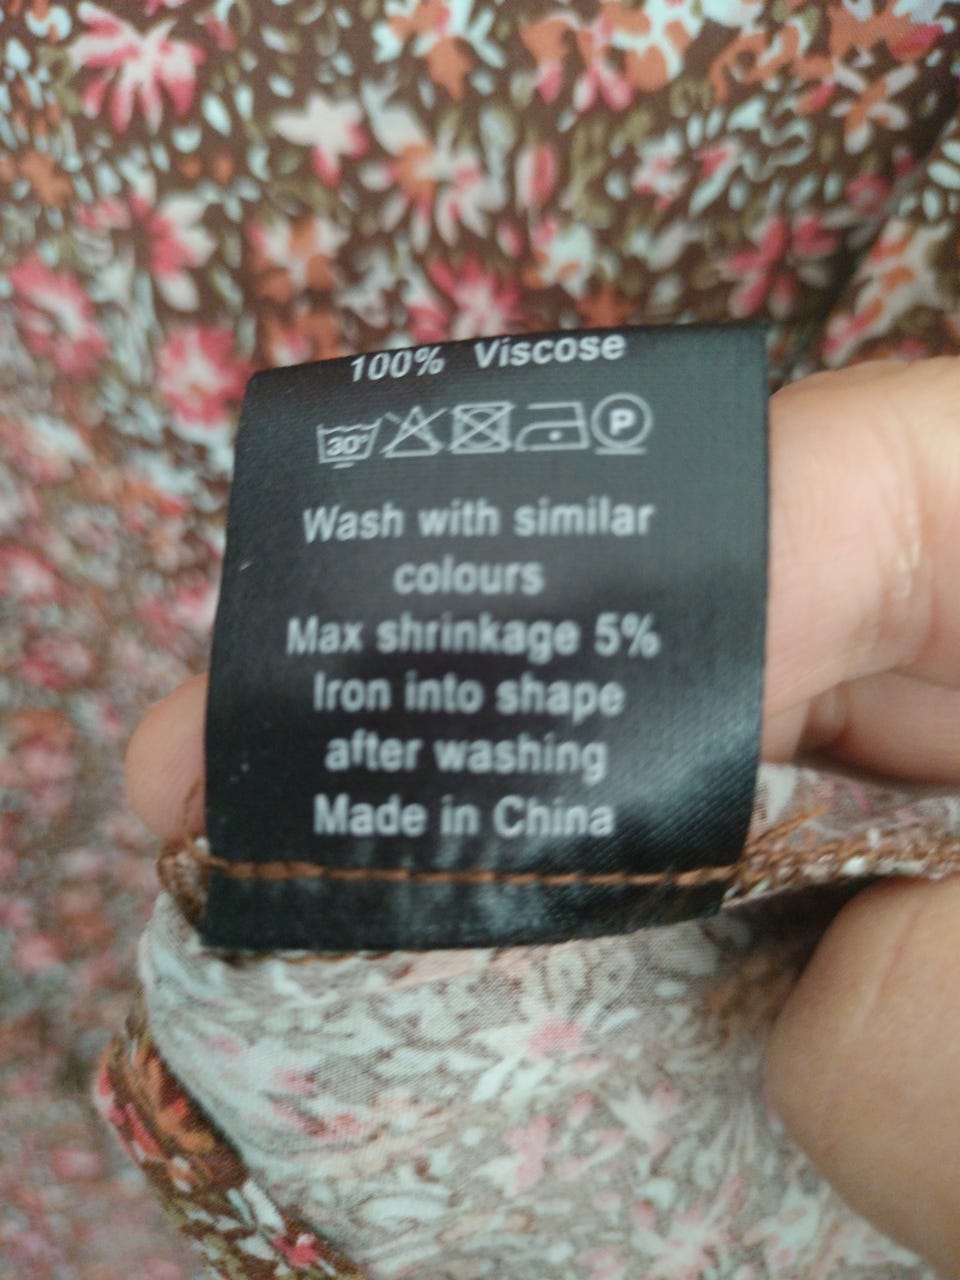 100% Viscose
30° P
Wash with similar
colours
Max shrinkage 5%
Iron into shape
after washing
Made in China